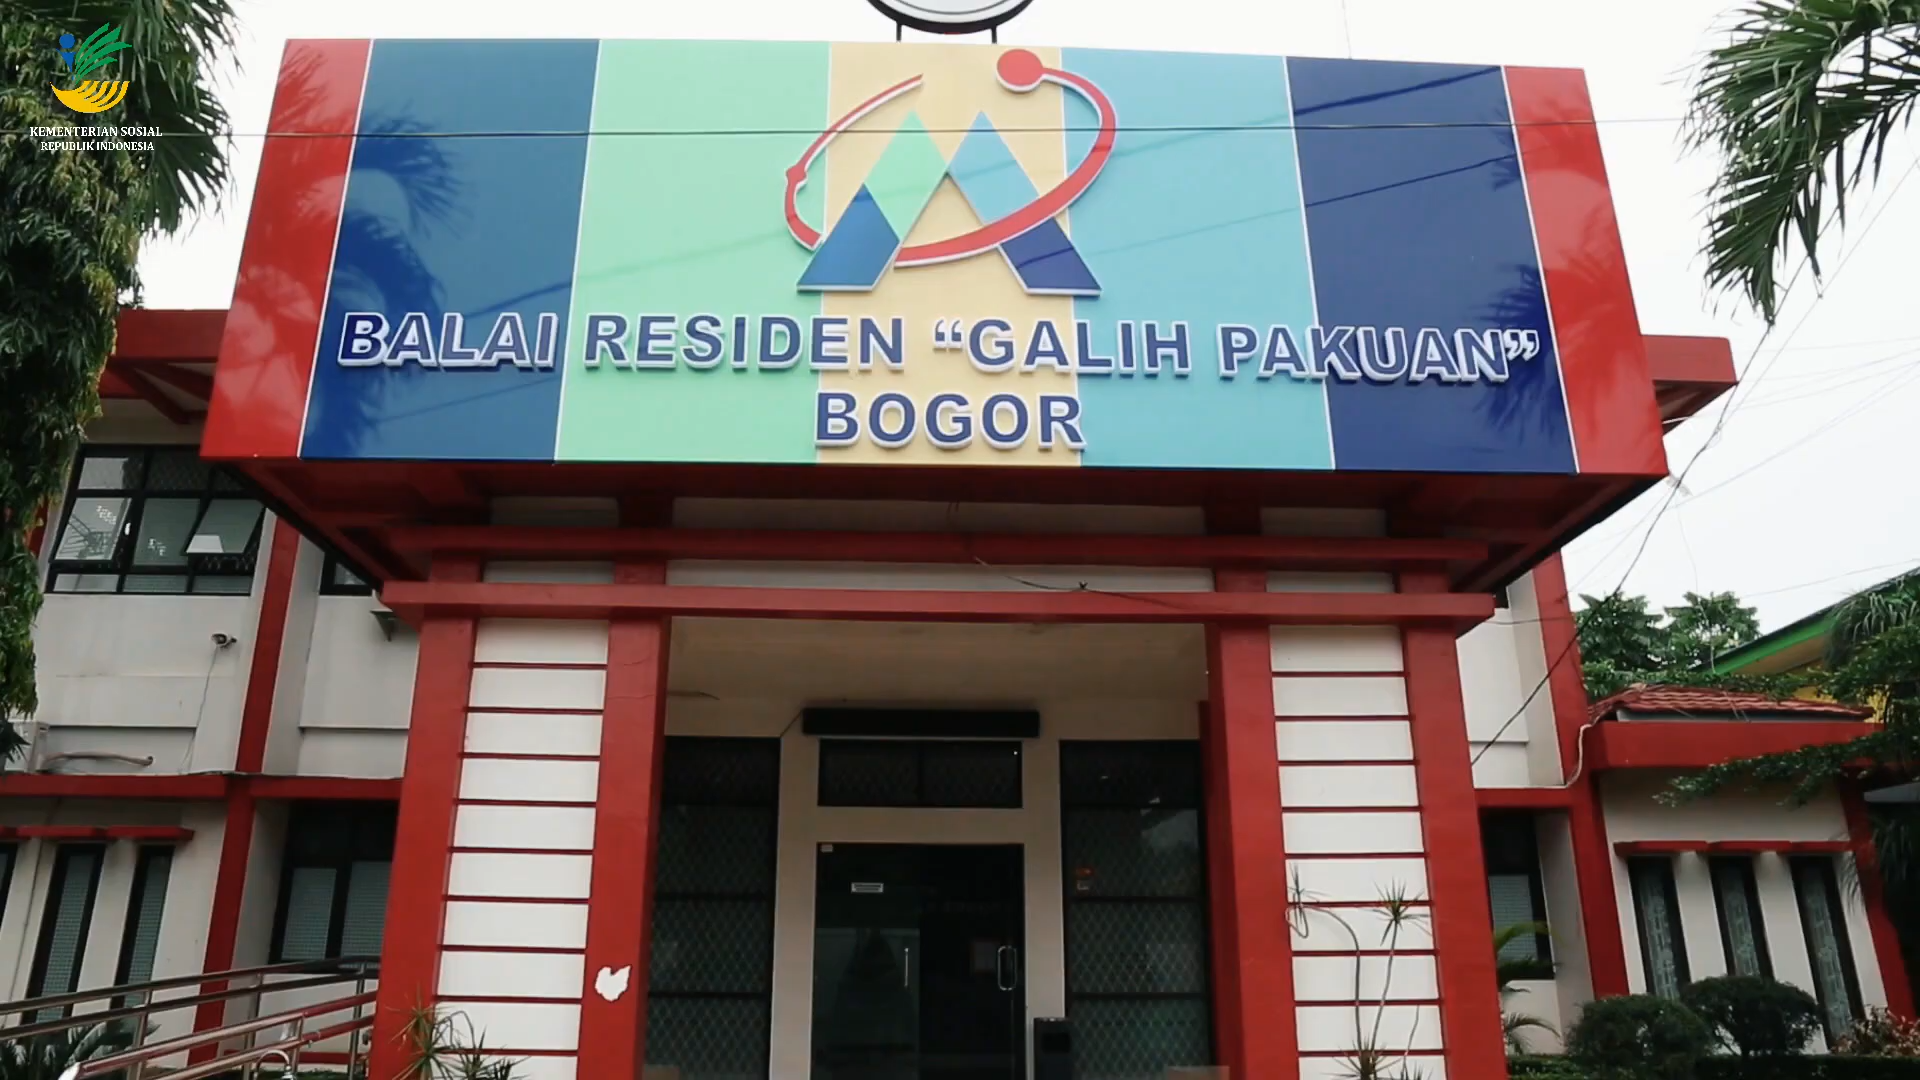 KEMENTERIAN SOSIAL
REPUBLIK INDONESIA
BALAI RESIDEN “GALIH PAKUAN”
BOGOR